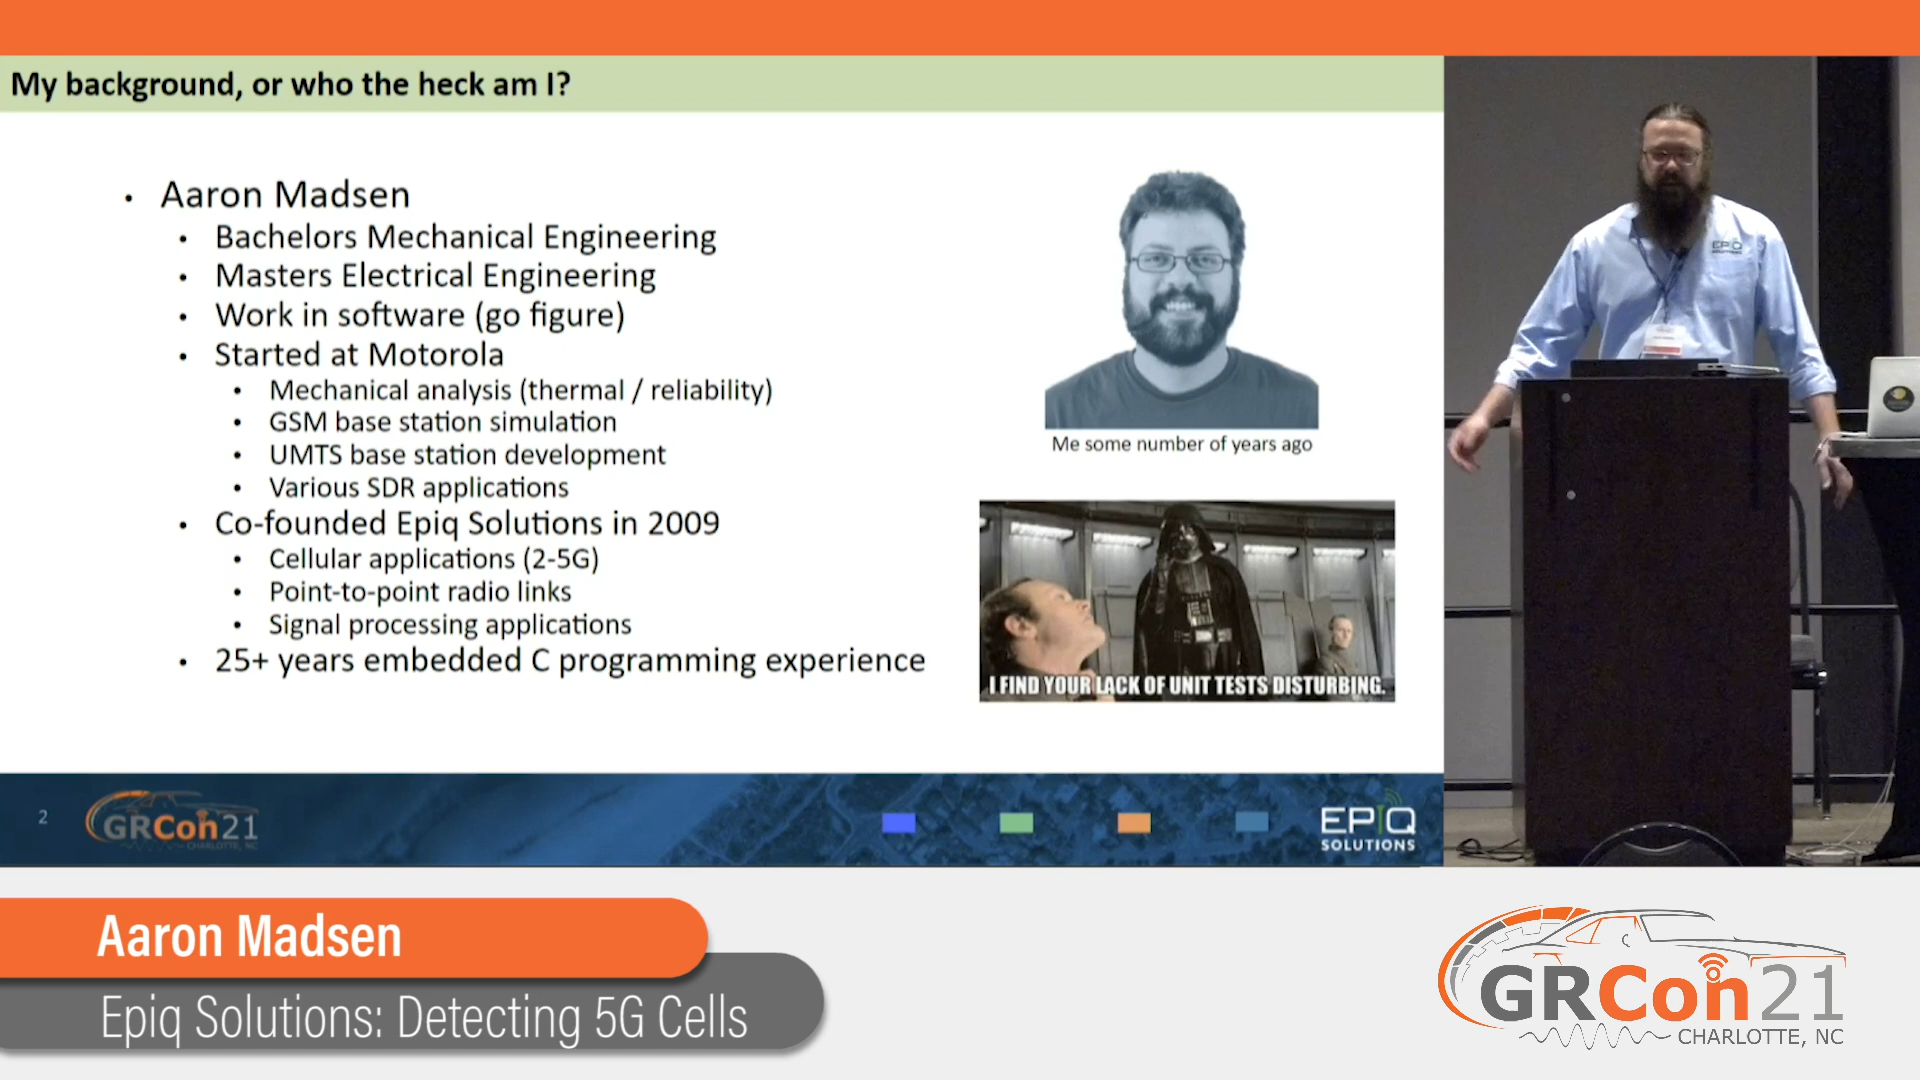 My background, or who the heck am I?
• Aaron Madsen
• Bachelors Mechanical Engineering
• Masters Electrical Engineering
• Work in software (go figure)
• Started at Motorola
• Mechanical analysis (thermal / reliability)
• GSM base station simulation
• UMTS base station development
• Various SDR applications
• Co-founded Epiq Solutions in 2009
• Cellular applications (2-5G)
• Point-to-point radio links
• Signal processing applications
• 25+ years embedded C programming experience
Me some number of years ago
I FIND YOUR LACK OF UNIT TESTS DISTURBING.
EPIQ
SOLUTIONS
2
GRCon21
CHARLOTTE, NC
EPIQ
SOLUTIONS
Aaron Madsen
Epiq Solutions: Detecting 5G Cells
GRCon21
CHARLOTTE, NC